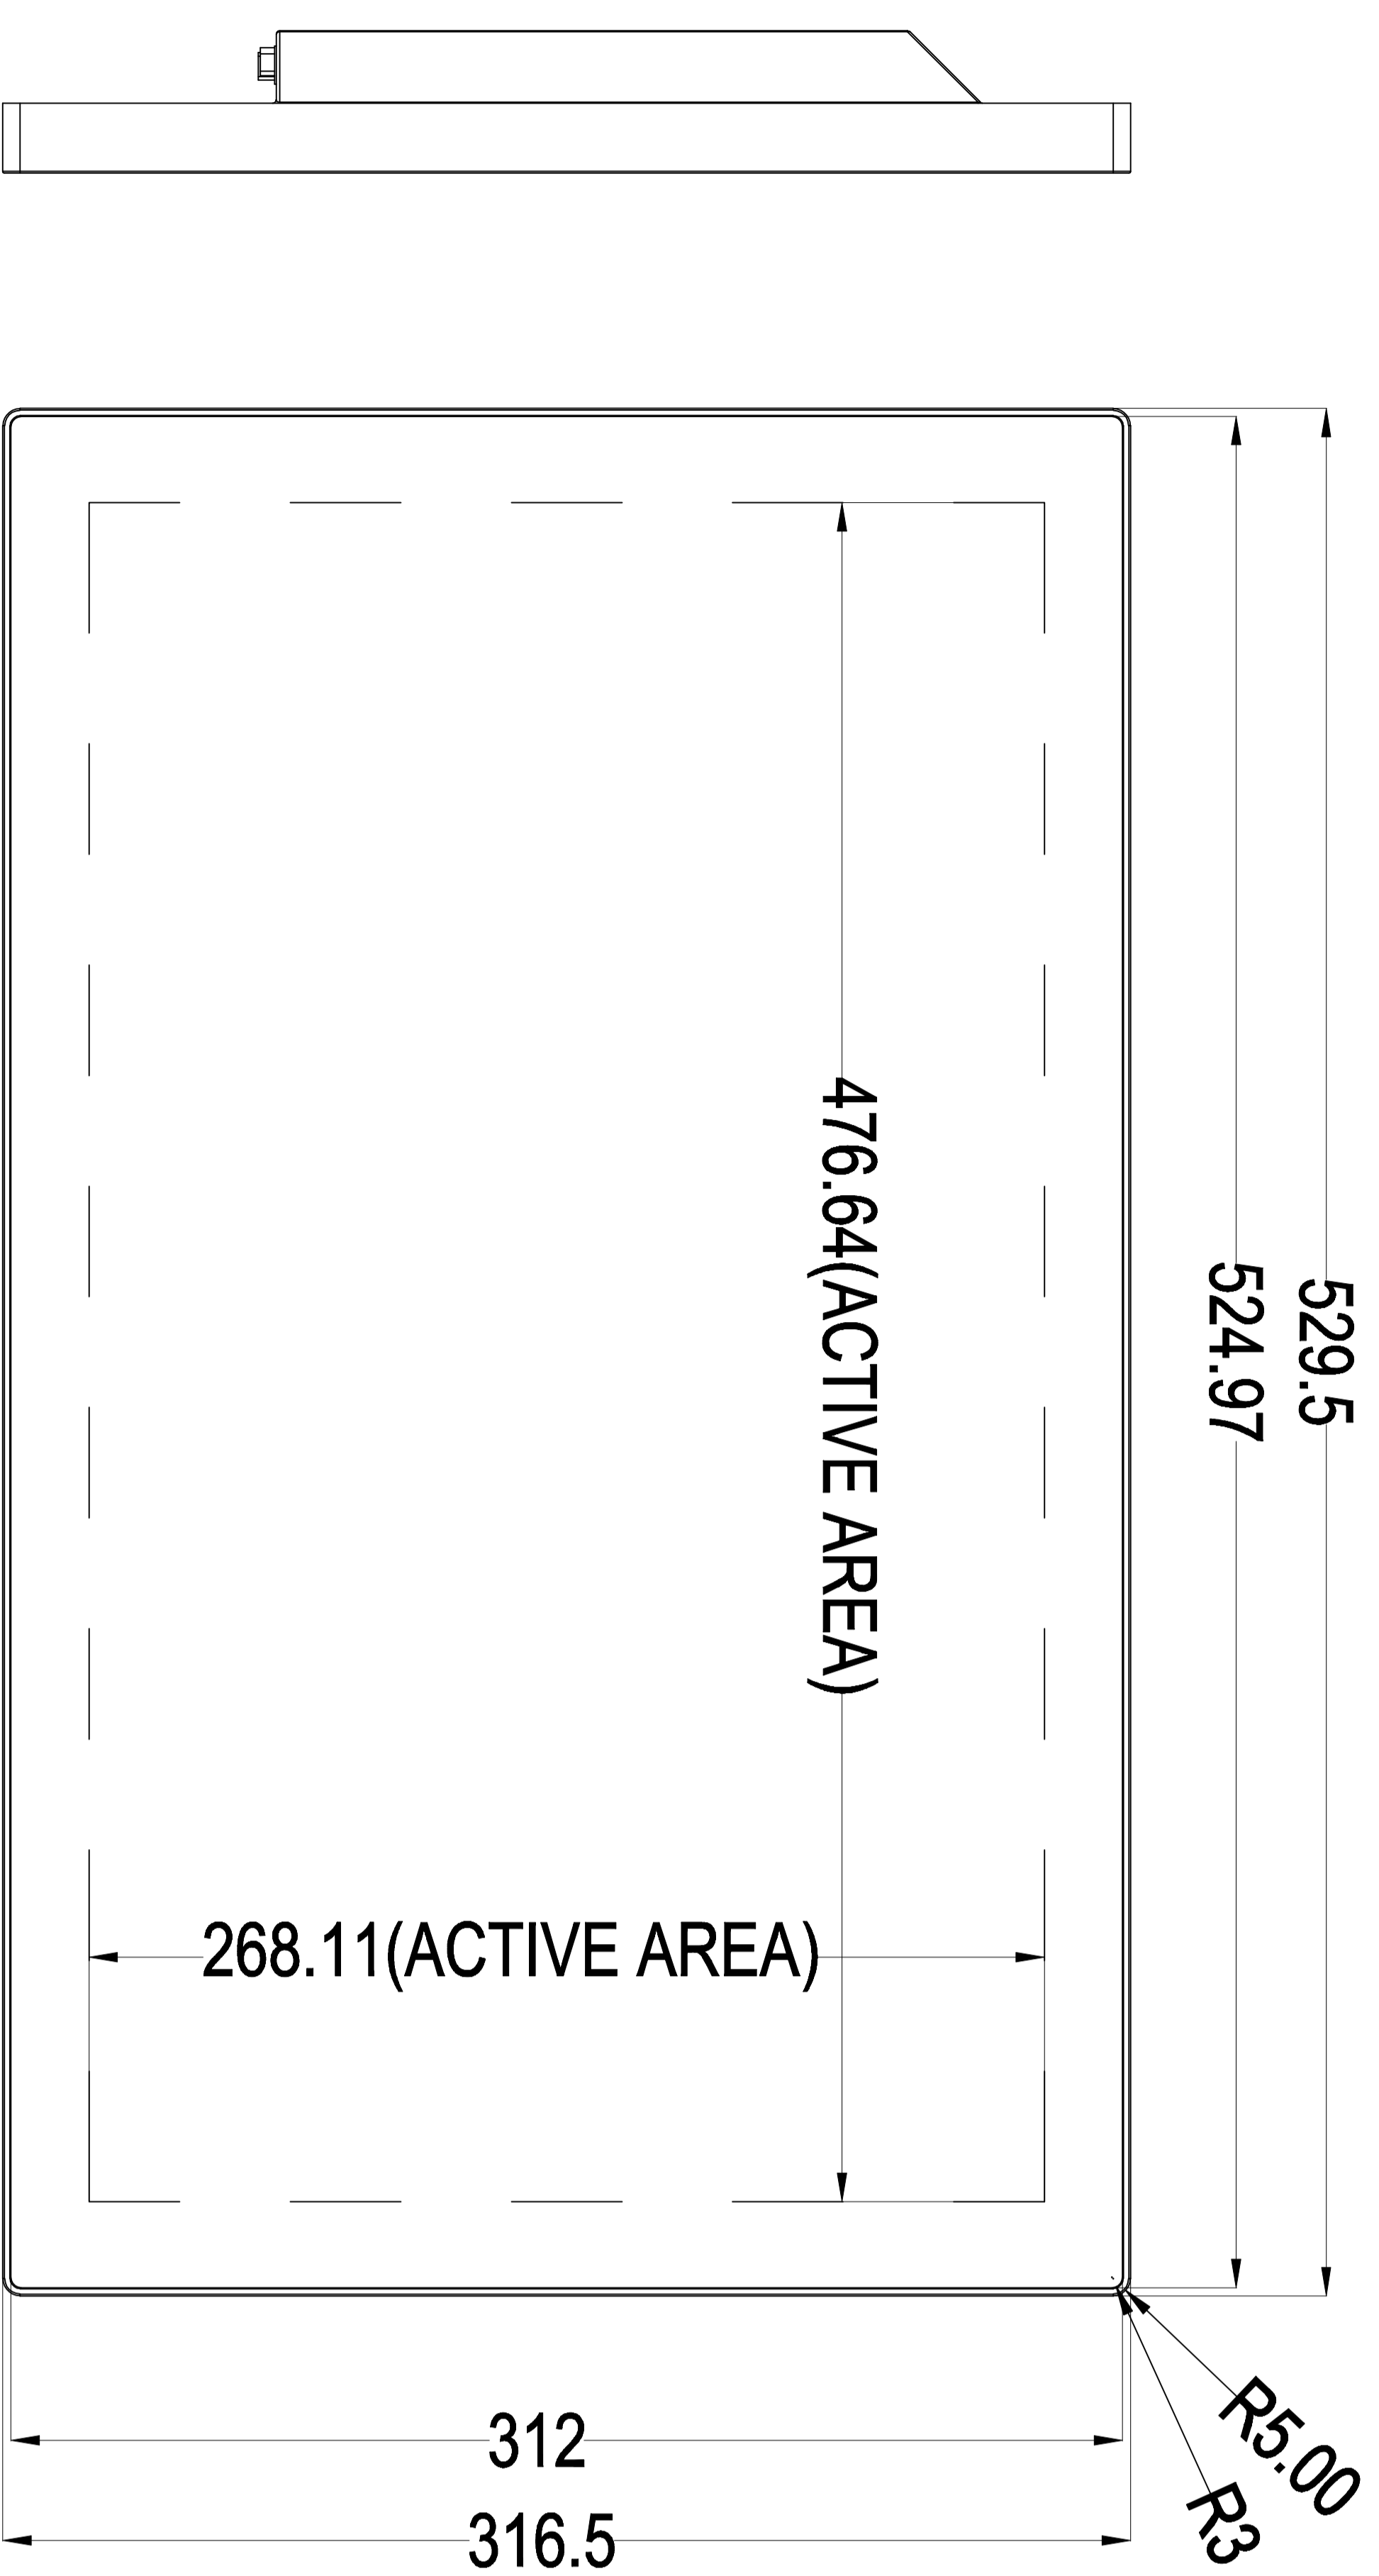 529.5
524.97
476.64(ACTIVE AREA)
268.11(ACTIVE AREA)
R5.00
R3
312
316.5